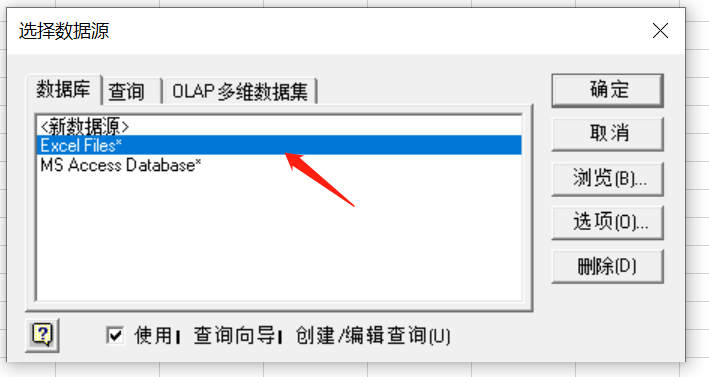 选择数据源
数据库 查询 OLAP 多维数据集
<新数据源>
Excel Files*
MS Access Database*
确定
取消
浏览(B)...
选项(O)...
删除(D)
使用 查询向导 创建/编辑查询(U)